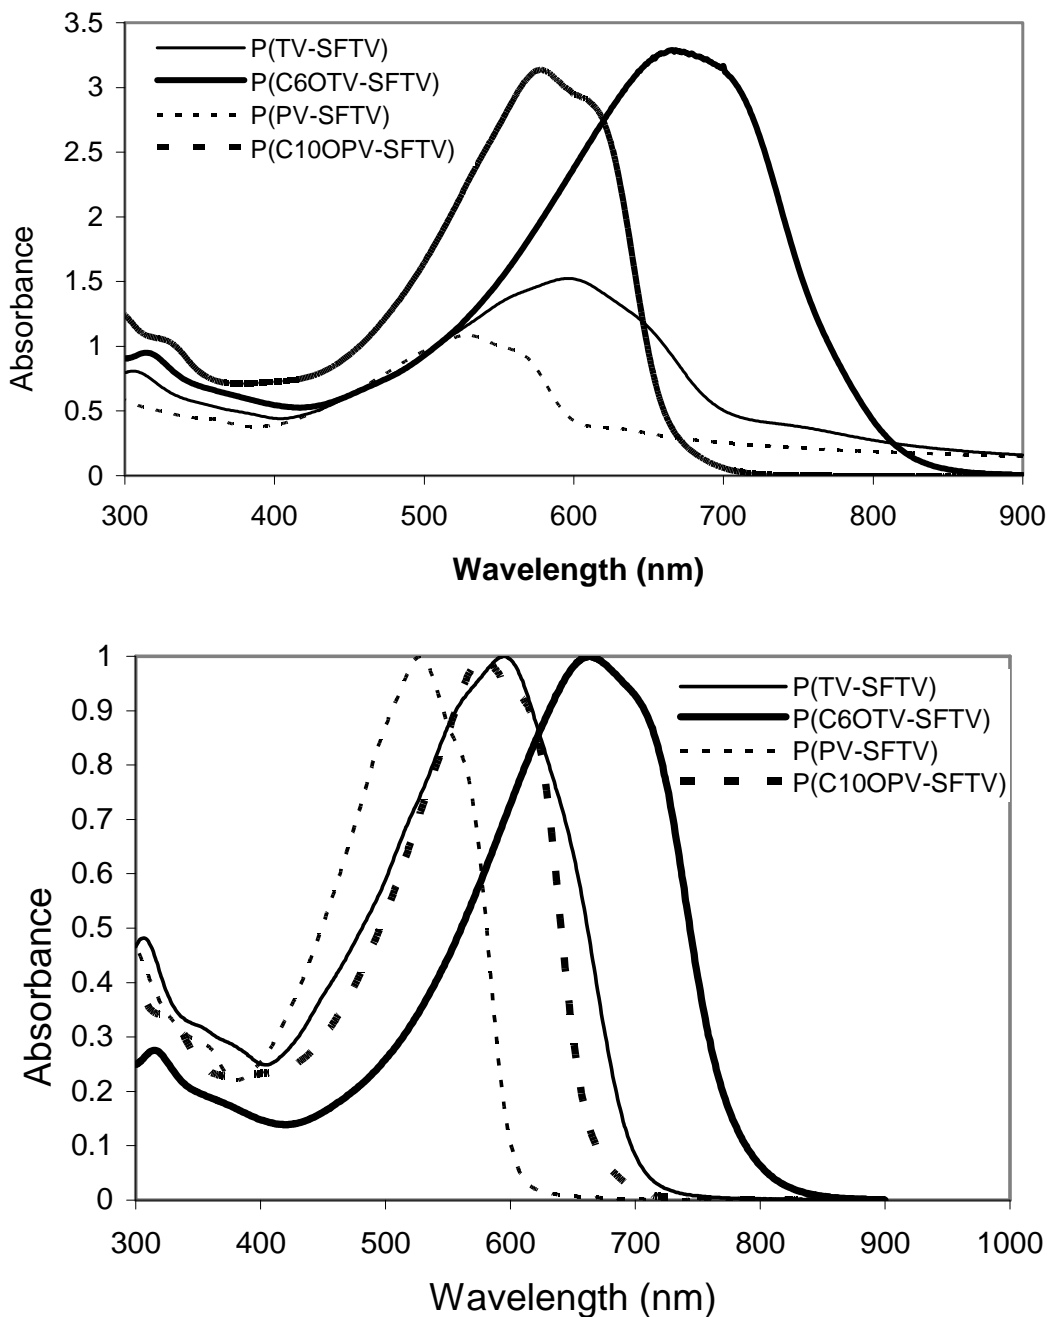 3.5
3
2.5
2
1.5
1
0.5
0
Absorbance
P(TV-SFTV)
P(C6OTV-SFTV)
P(PV-SFTV)
P(C10OPV-SFTV)
300 400 500 600 700 800 900
Wavelength (nm)
1
0.9
0.8
0.7
0.6
0.5
0.4
0.3
0.2
0.1
0
Absorbance
P(TV-SFTV)
P(C6OTV-SFTV)
P(PV-SFTV)
P(C10OPV-SFTV)
300 400 500 600 700 800 900 1000
Wavelength (nm)